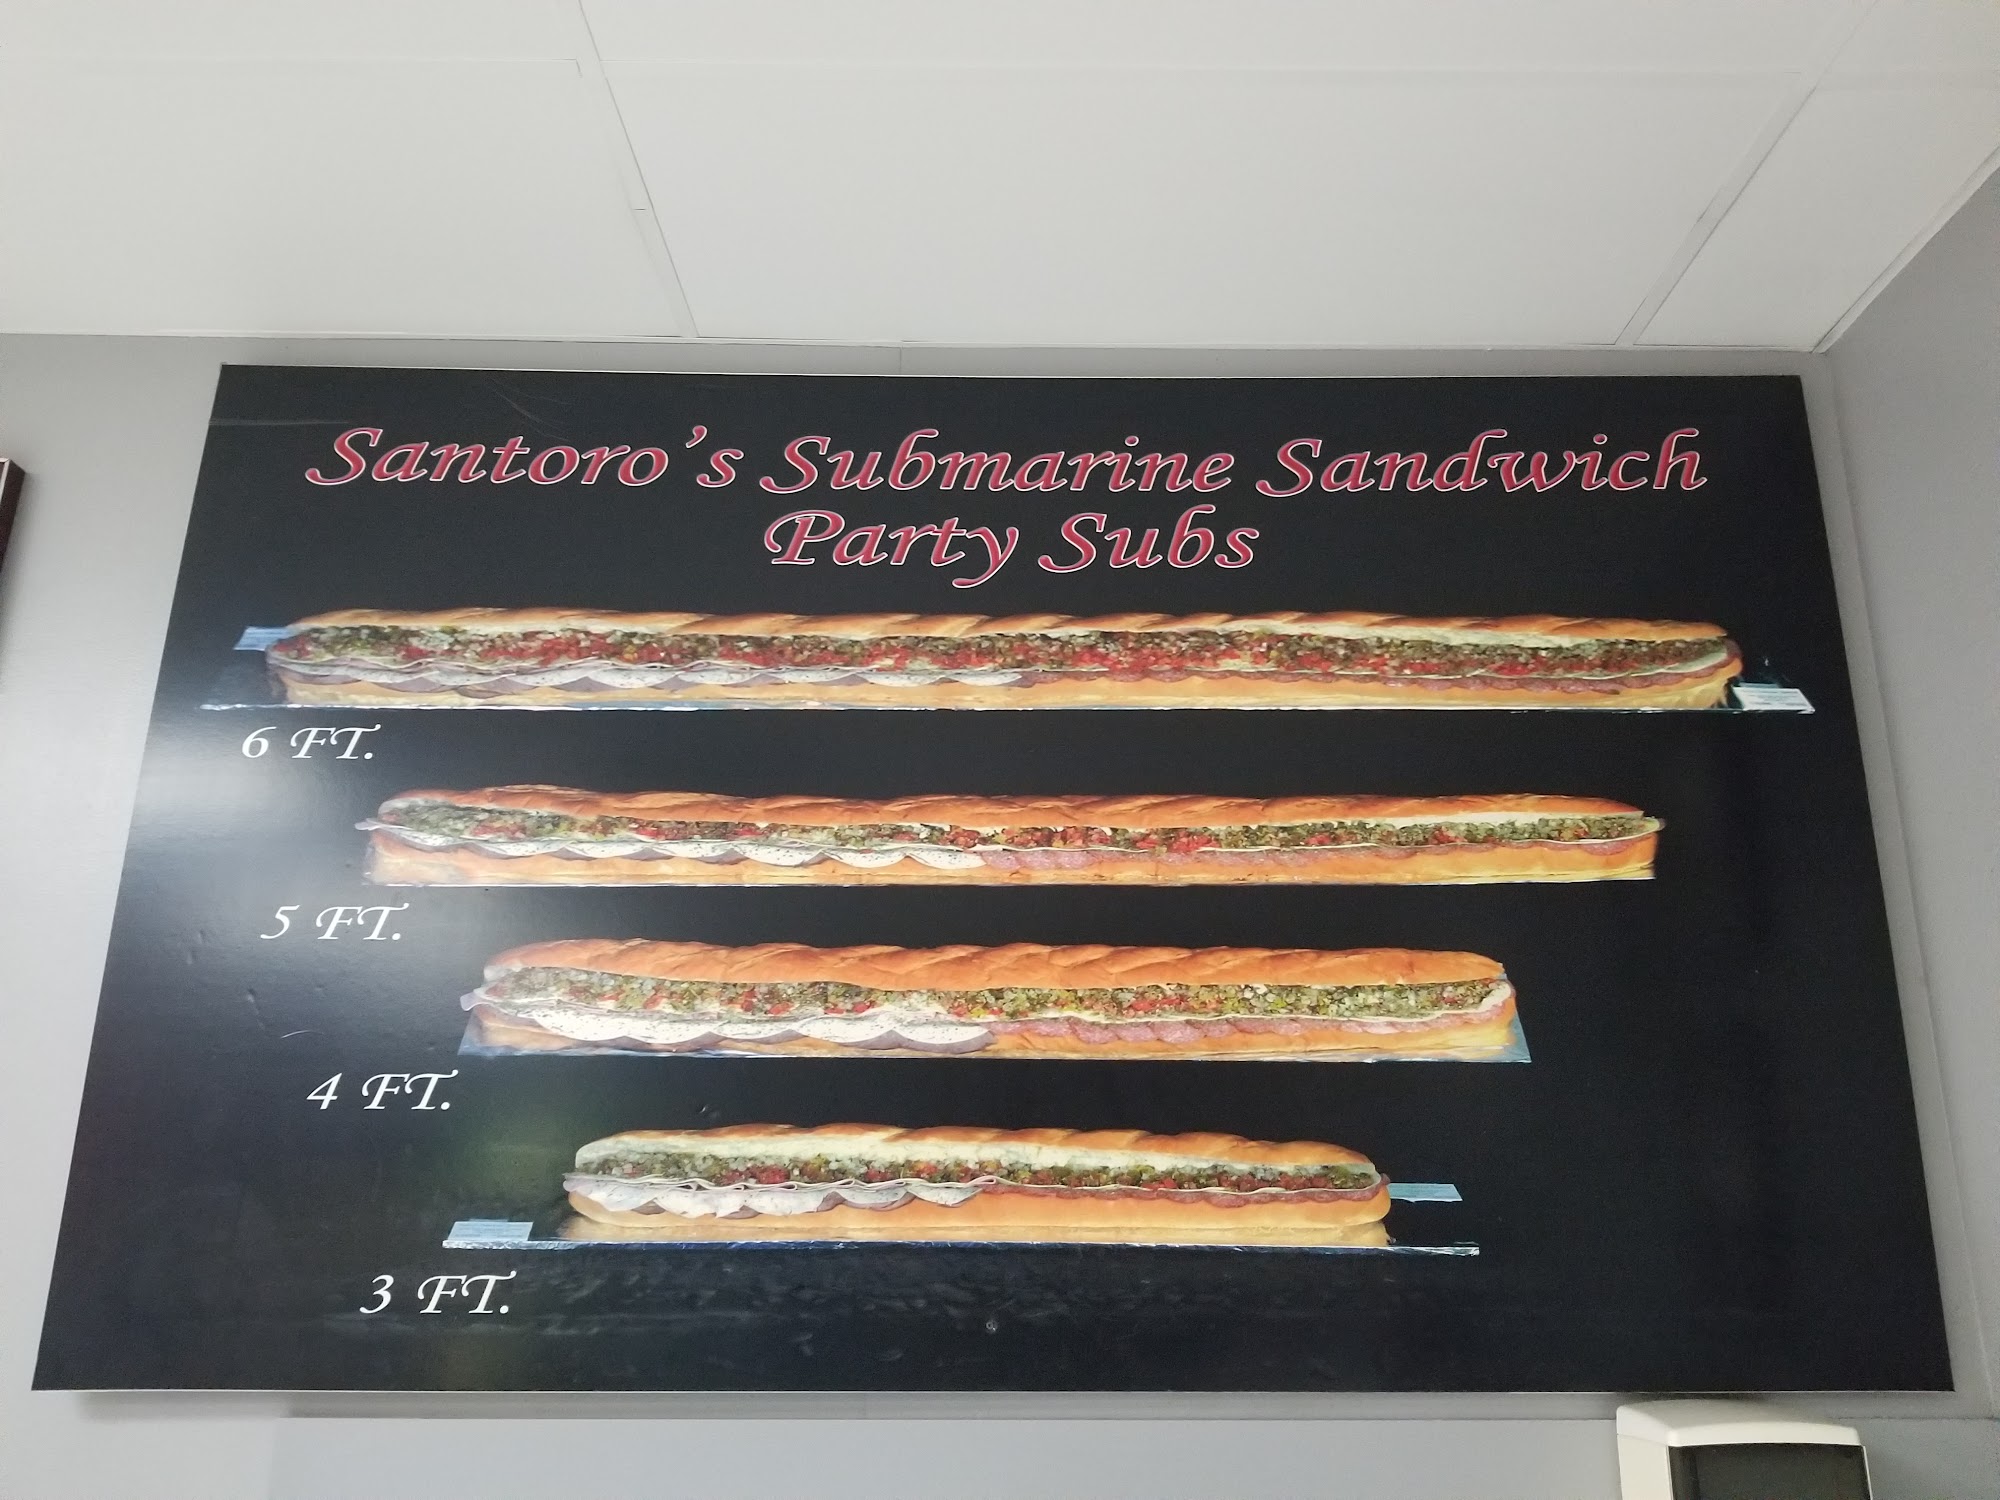 Santoro's Submarine Sandwich
Party Subs
6 FT.
5 FT.
4 FT.
3 FT.